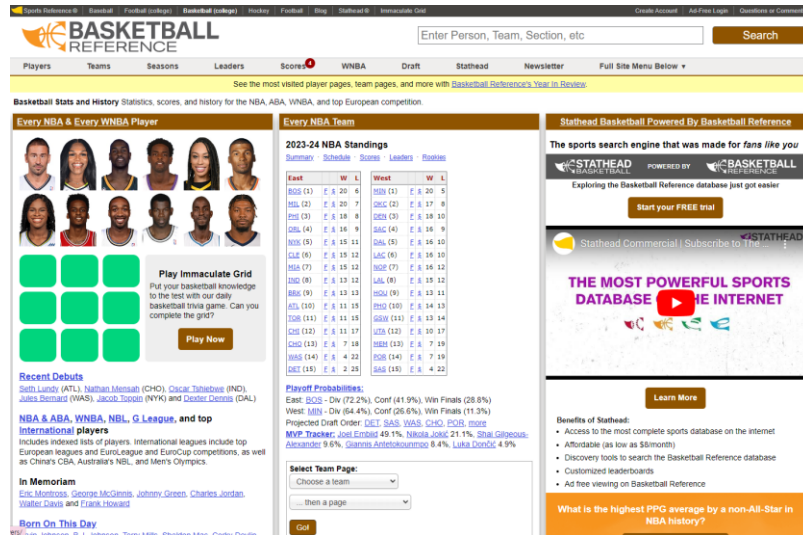 Sports Reference ® Baseball Football (college) Basketball (college) Hockey Football Blog Stathead ® Immaculate Grid Create Account Ad-Free Login Questions or Comments
BASKETBALL
REFERENCE
Enter Person, Team, Section, etc Search
Players Teams Seasons Leaders Scores 4 WNBA Draft Stathead Newsletter Full Site Menu Below ▼
See the most visited player pages, team pages, and more with Basketball Reference's Year In Review.
Basketball Stats and History Statistics, scores, and history for the NBA, ABA, WNBA, and top European competition.
Every NBA & Every WNBA Player
Play Immaculate Grid
Put your basketball knowledge
to the test with our daily
basketball trivia game. Can you
complete the grid?
Play Now
Recent Debuts
Seth Lundy (ATL), Nathan Mensah (CHO), Oscar Tshiebwe (IND),
Jules Bernard (WAS), Jacob Toppin (NYK) and Dexter Dennis (DAL)
NBA & ABA, WNBA, NBL, G League, and top
International players
Includes indexed lists of players. International leagues include top
European leagues and EuroLeague and EuroCup competitions, as well
as China's CBA, Australia's NBL, and Men's Olympics.
In Memoriam
Eric Montross, George McGinnis, Johnny Green, Charles Jordan,
Walter Davis and Frank Howard
Born On This Day
Every NBA Team
2023-24 NBA Standings
Summary · Schedule · Scores · Leaders · Rookies
East W L West W L
BOS (1) F S 20 6 MIN (1) F S 20 5
MIL (2) F S 20 7 OKC (2) F S 17 8
PHI (3) F S 18 8 DEN (3) F S 18 10
ORL (4) F S 16 9 SAC (4) F S 16 9
NYK (5) F S 15 11 DAL (5) F S 16 10
CLE (6) F S 15 12 LAC (6) F S 16 10
MIA (7) F S 15 12 NOP (7) F S 16 12
IND (8) F S 13 12 LAL (8) F S 15 12
BRK (9) F S 13 13 HOU (9) F S 13 11
ATL (10) F S 11 15 PHO (10) F S 14 13
TOR (11) F S 11 15 GSW (11) F S 13 14
CHI (12) F S 11 17 UTA (12) F S 10 17
CHO (13) F S 7 18 MEM (13) F S 7 19
WAS (14) F S 4 22 POR (14) F S 7 19
DET (15) F S 2 25 SAS (15) F S 4 22
Playoff Probabilities:
East: BOS - Div (72.2%), Conf (41.9%), Win Finals (28.8%)
West: MIN - Div (64.4%), Conf (26.6%), Win Finals (11.3%)
Projected Draft Order: DET, SAS, WAS, CHO, POR, more
MVP Tracker: Joel Embiid 49.1%, Nikola Jokić 21.1%, Shai Gilgeous-
Alexander 9.6%, Giannis Antetokounmpo 8.4%, Luka Dončić 4.9%
Select Team Page:
Choose a team
... then a page
Go!
Stathead Basketball Powered By Basketball Reference
The sports search engine that was made for fans like you
STATHEAD BASKETBALL POWERED BY BASKETBALL REFERENCE
Exploring the Basketball Reference database just got easier
Start your FREE trial
Stathead Commercial | Subscribe to The ...
STATHEAD
THE MOST POWERFUL SPORTS
DATABASE HE INTERNET
Learn More
Benefits of Stathead:
• Access to the most complete sports database on the internet
• Affordable (as low as $8/month)
• Discovery tools to search the Basketball Reference database
• Customized leaderboards
• Ad free viewing on Basketball Reference
What is the highest PPG average by a non-All-Star in
NBA history?